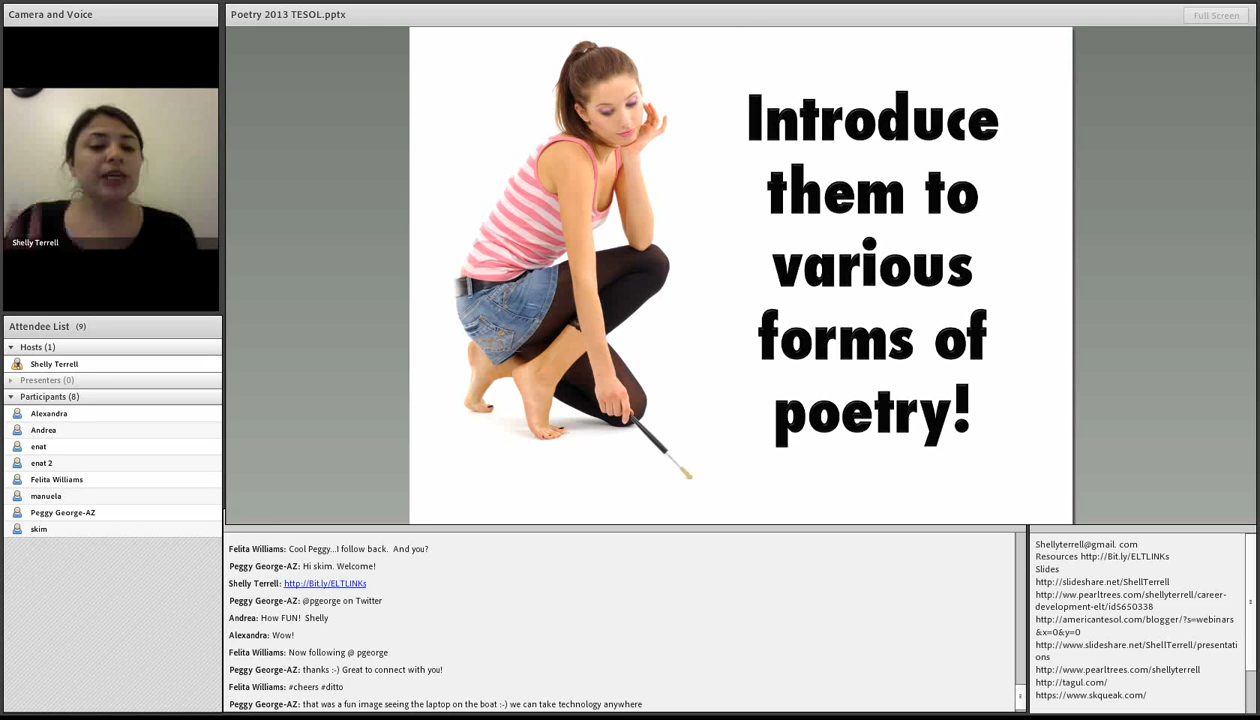 Camera and Voice
Shelly Terrell
Attendee List (9)
Hosts (1)
Shelly Terrell
Presenters (0)
Participants (8)
Alexandra
Andrea
enat
enat 2
Felita Williams
manuela
Peggy George-AZ
skim
Poetry 2013 TESOL.pptx
Full Screen
Introduce
them to
various
forms of
poetry!
Felita Williams: Cool Peggy...I follow back.  And you?
Peggy George-AZ: Hi skim. Welcome!
Shelly Terrell: http://Bit.ly/ELTLINKs
Peggy George-AZ: @pgeorge on Twitter
Andrea: How FUN!  Shelly
Alexandra: Wow!
Felita Williams: Now following @ pgeorge
Peggy George-AZ: thanks :-) Great to connect with you!
Felita Williams: #cheers #ditto
Peggy George-AZ: that was a fun image seeing the laptop on the boat :-) we can take technology anywhere
Shellyterrell@gmail. com
Resources http://Bit.ly/ELTLINKs
Slides
http://slideshare.net/ShellTerrell
http://ww.pearltrees.com/shellyterrell/career-
development-elt/id5650338
http://americantesol.com/blogger/?s=webinars
&x=0&y=0
http://www.slideshare.net/ShellTerrell/presentati
ons
http://www.pearltrees.com/shellyterrell
http://tagul.com/
https://www.skqueak.com/